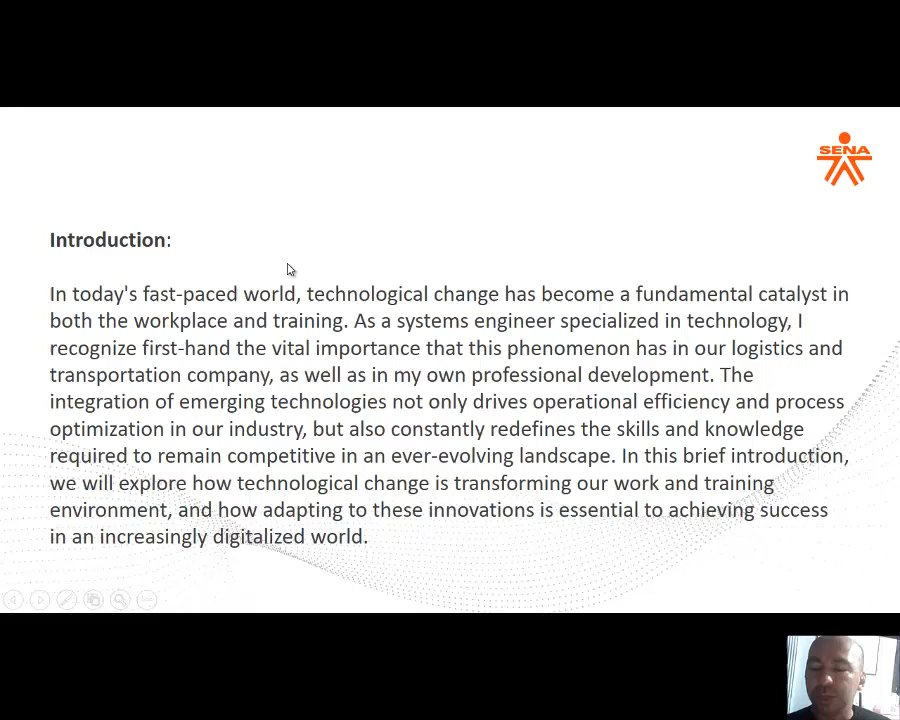 SENA
Introduction:
In today's fast-paced world, technological change has become a fundamental catalyst in
both the workplace and training. As a systems engineer specialized in technology, I
recognize first-hand the vital importance that this phenomenon has in our logistics and
transportation company, as well as in my own professional development. The
integration of emerging technologies not only drives operational efficiency and process
optimization in our industry, but also constantly redefines the skills and knowledge
required to remain competitive in an ever-evolving landscape. In this brief introduction,
we will explore how technological change is transforming our work and training
environment, and how adapting to these innovations is essential to achieving success
in an increasingly digitalized world.